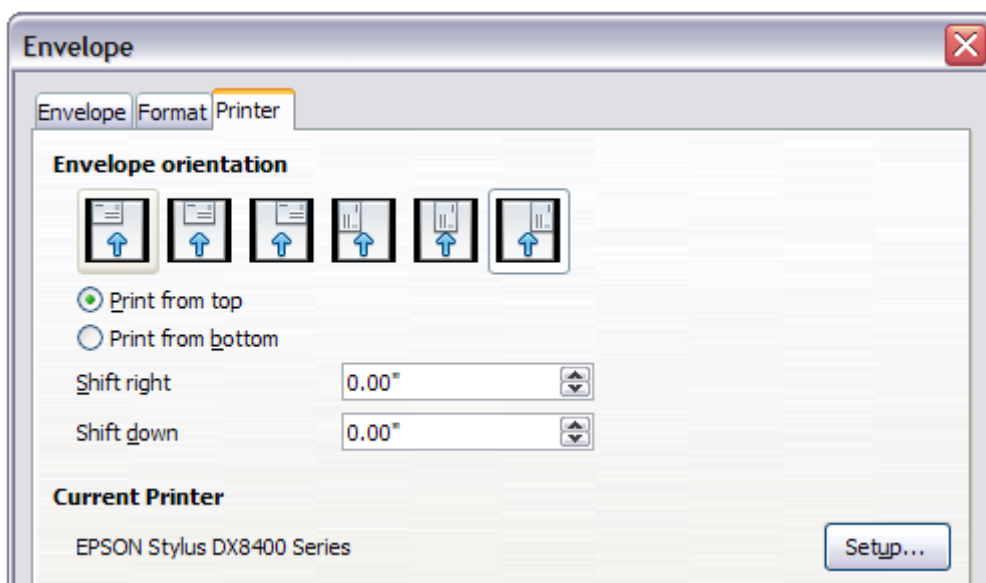 Envelope
Envelope Format Printer
Envelope orientation
Print from top
Print from bottom
Shift right 0.00"
Shift down 0.00"
Current Printer
EPSON Stylus DX8400 Series Setup...